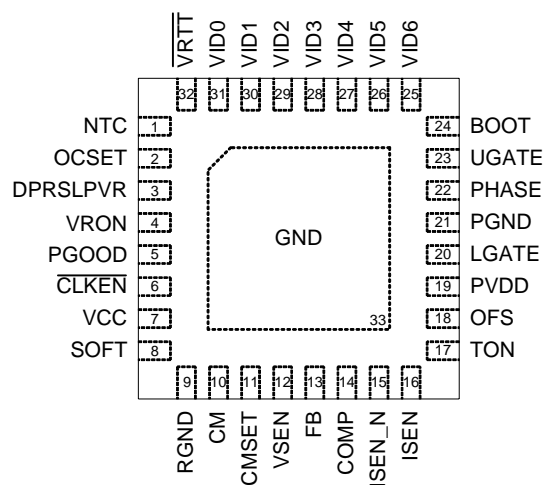 VRTT
VID0
VID1
VID2
VID3
VID4
VID5
VID6
32
31
30
29
28
27
26
25
NTC 1
OCSET 2
DPRSLPVR 3
VRON 4
PGOOD 5
CLKEN 6
VCC 7
SOFT 8
GND
33
24 BOOT
23 UGATE
22 PHASE
21 PGND
20 LGATE
19 PVDD
18 OFS
17 TON
9
10
11
12
13
14
15
16
RGND
CM
CMSET
VSEN
FB
COMP
ISEN_N
ISEN